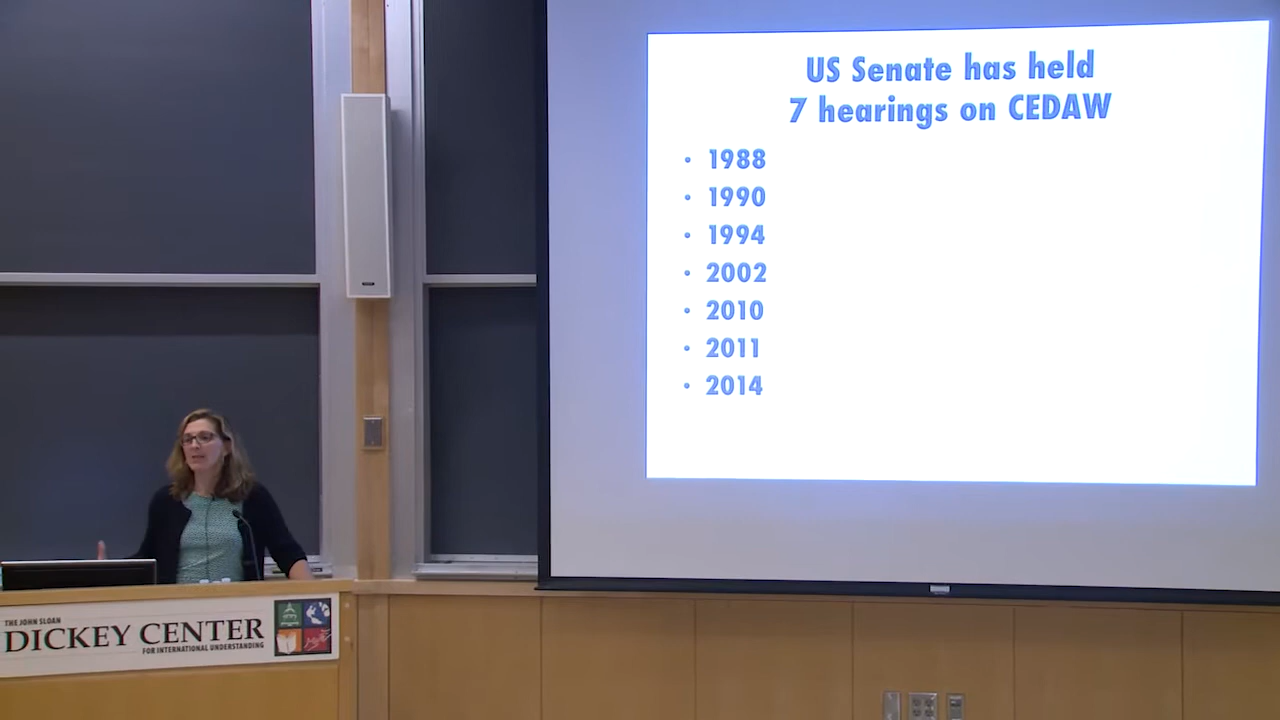 US Senate has held
7 hearings on CEDAW
• 1988
• 1990
• 1994
• 2002
• 2010
• 2011
• 2014
THE JOHN SLOAN
DICKEY CENTER
FOR INTERNATIONAL UNDERSTANDING